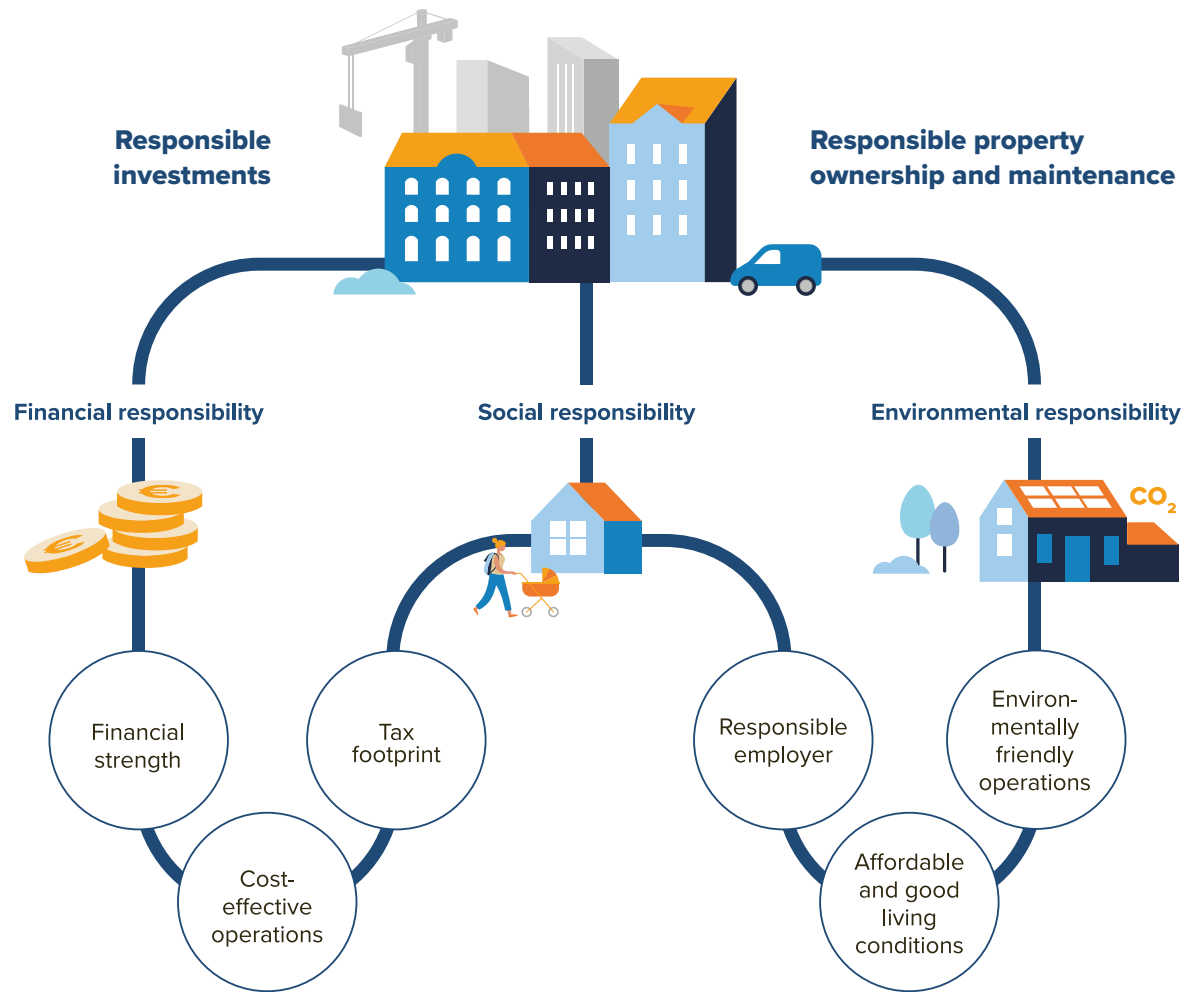 Responsible
investments
Responsible property
ownership and maintenance
Financial responsibility
Social responsibility
Environmental responsibility
€
€
CO₂
Financial
strength
Tax
footprint
Responsible
employer
Environ-
mentally
friendly
operations
Cost-
effective
operations
Affordable
and good
living
conditions